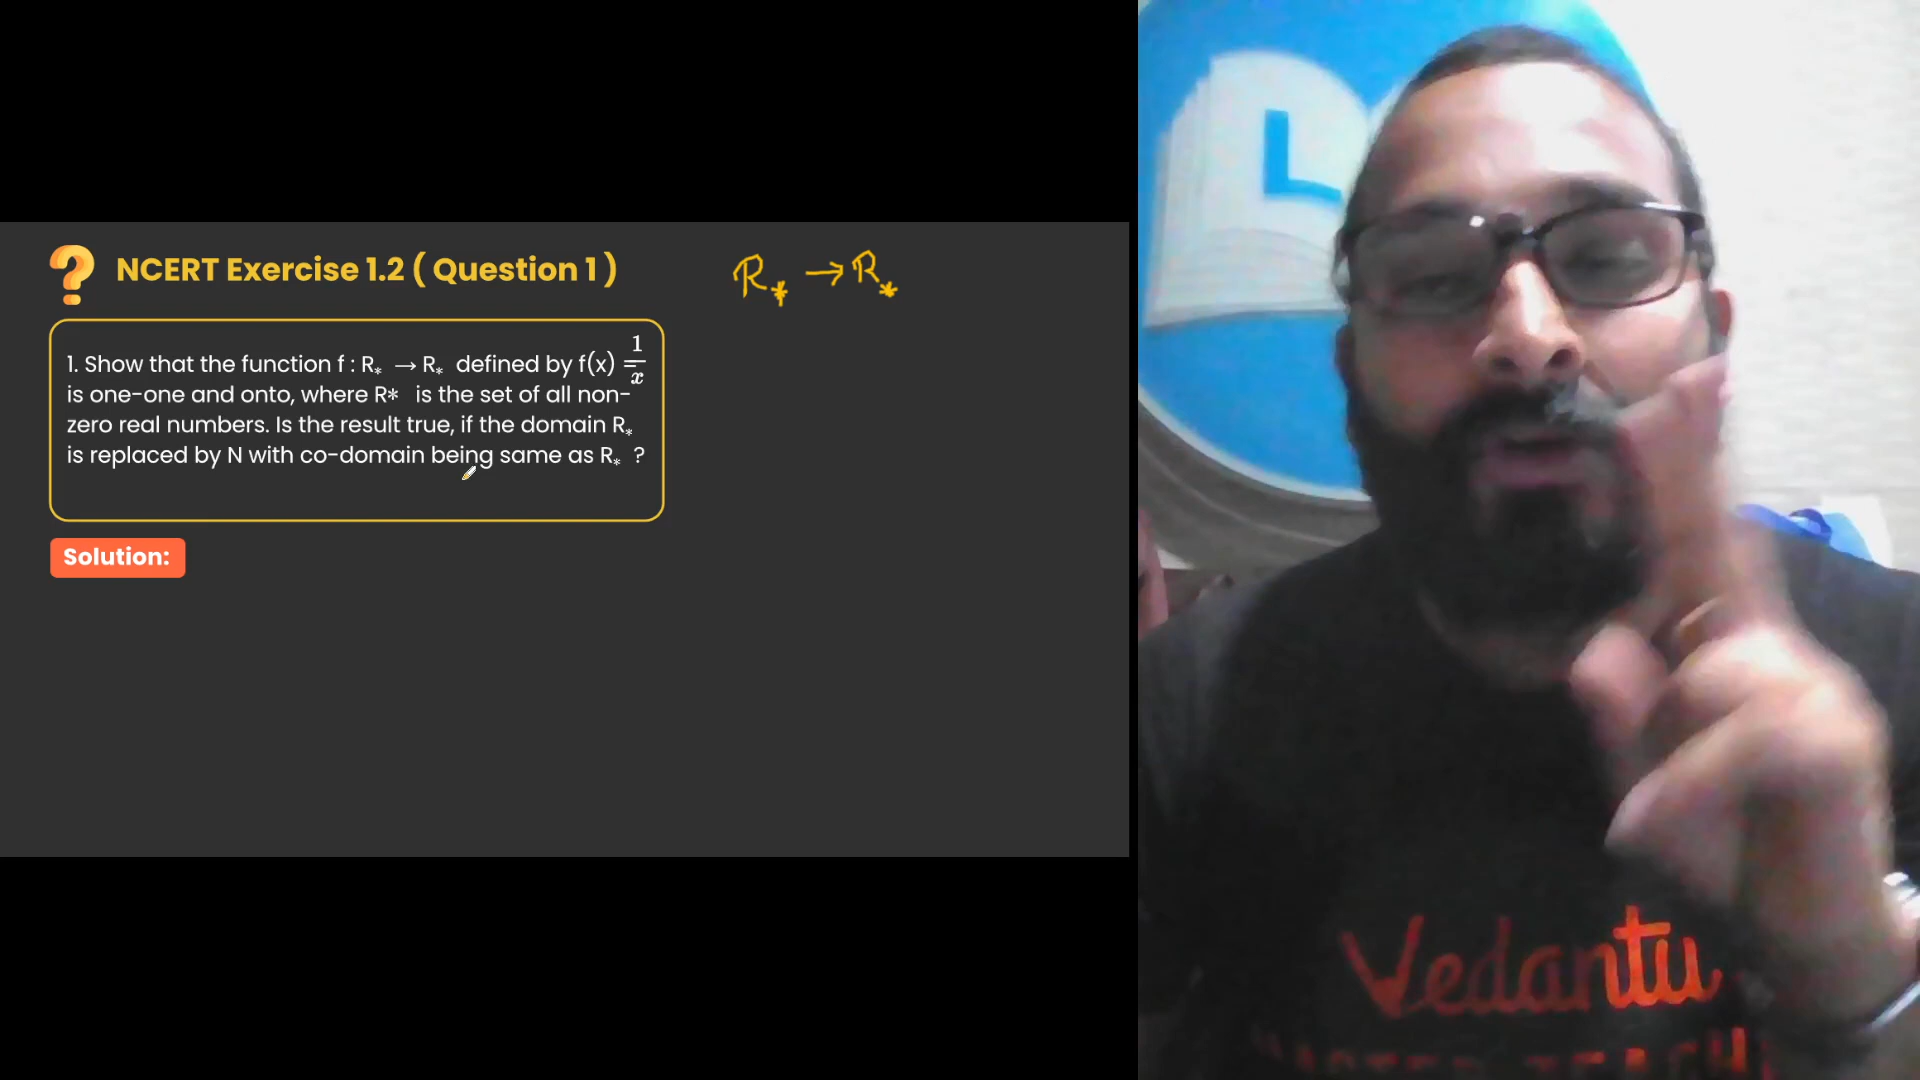 NCERT Exercise 1.2 ( Question 1 )
R* → R*
1. Show that the function f : R* → R* defined by f(x) = 1/x
is one-one and onto, where R* is the set of all non-
zero real numbers. Is the result true, if the domain R*
is replaced by N with co-domain being same as R* ?
Solution:
L
Vedantu